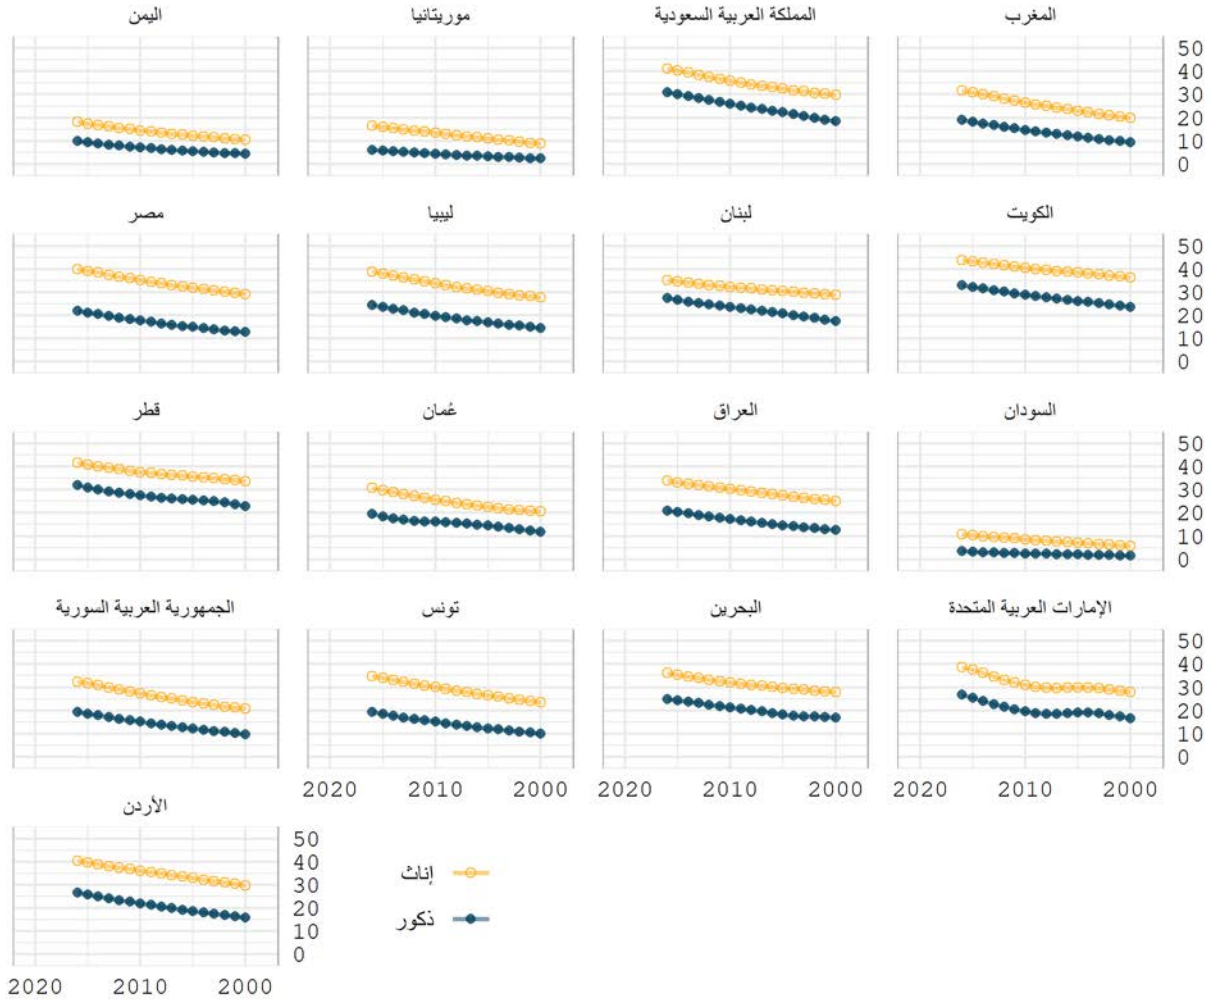 المغرب
المملكة العربية السعودية
موريتانيا
اليمن
50
40
30
20
10
0
الكويت
لبنان
ليبيا
مصر
50
40
30
20
10
0
السودان
العراق
عُمان
قطر
50
40
30
20
10
0
الإمارات العربية المتحدة
البحرين
تونس
الجمهورية العربية السورية
50
40
30
20
10
0
2020 2010 2000
2020 2010 2000
2020 2010 2000
الأردن
50
40
30
20
10
0
2020 2010 2000
إناث
ذكور